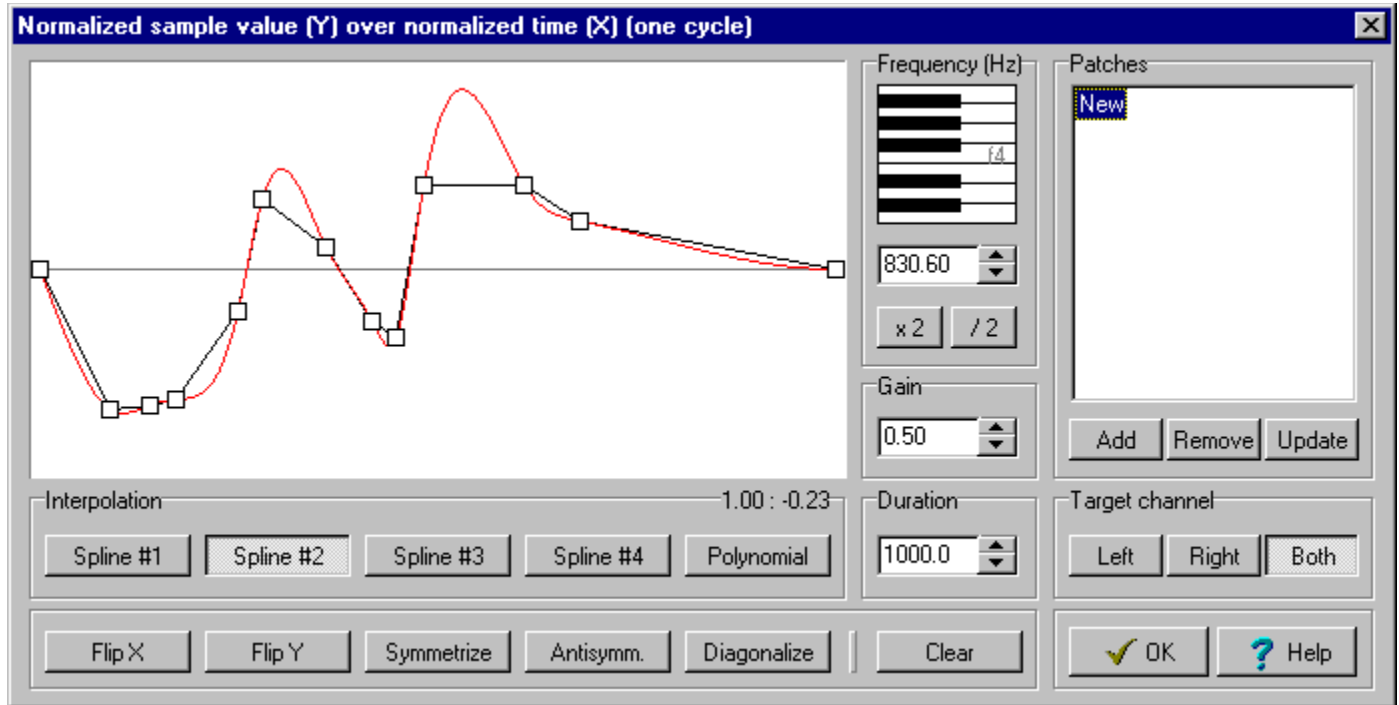 Normalized sample value (Y) over normalized time (X) (one cycle)
Frequency (Hz)
f4
830.60
x 2 / 2
Gain
0.50
Patches
New
Add Remove Update
Interpolation 1.00 : -0.23
Spline #1 Spline #2 Spline #3 Spline #4 Polynomial
Duration
1000.0
Target channel
Left Right Both
Flip X Flip Y Symmetrize Antisymm. Diagonalize Clear
OK ? Help